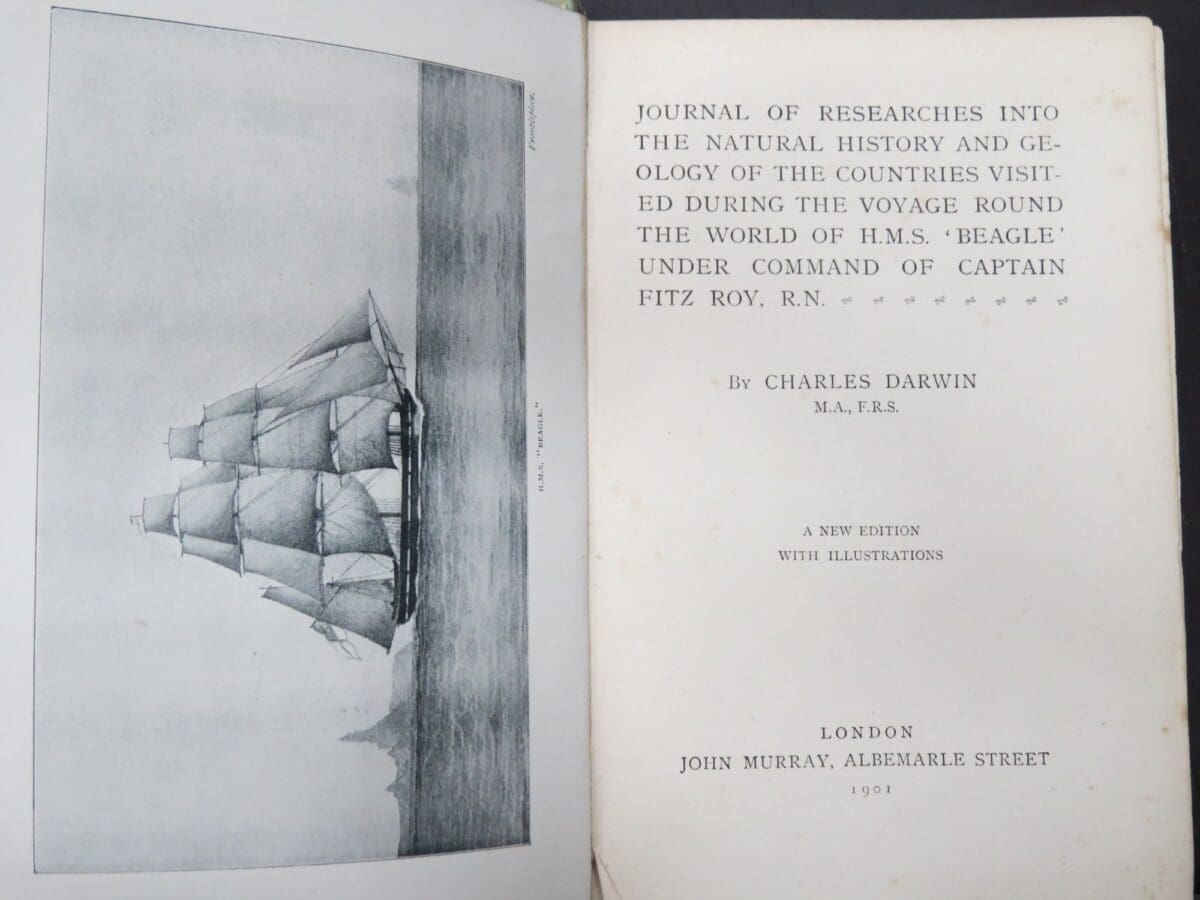 Frontispiece.
H.M.S. "BEAGLE."
JOURNAL OF RESEARCHES INTO
THE NATURAL HISTORY AND GE-
OLOGY OF THE COUNTRIES VISIT-
ED DURING THE VOYAGE ROUND
THE WORLD OF H.M.S. ‘BEAGLE’
UNDER COMMAND OF CAPTAIN
FITZ ROY, R.N.
By CHARLES DARWIN
M.A., F.R.S.
A NEW EDITION
WITH ILLUSTRATIONS
LONDON
JOHN MURRAY, ALBEMARLE STREET
1901